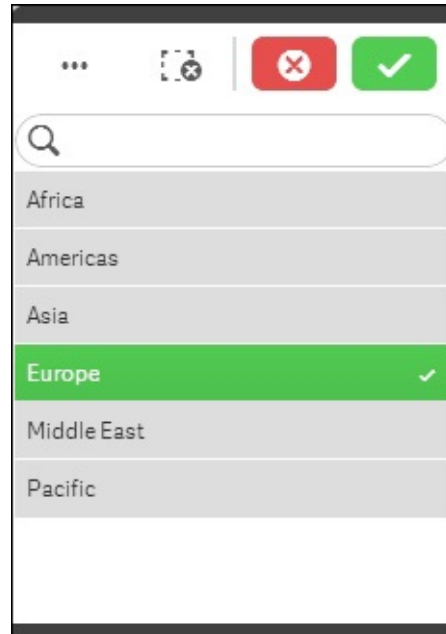 Africa
Americas
Asia
Europe
Middle East
Pacific